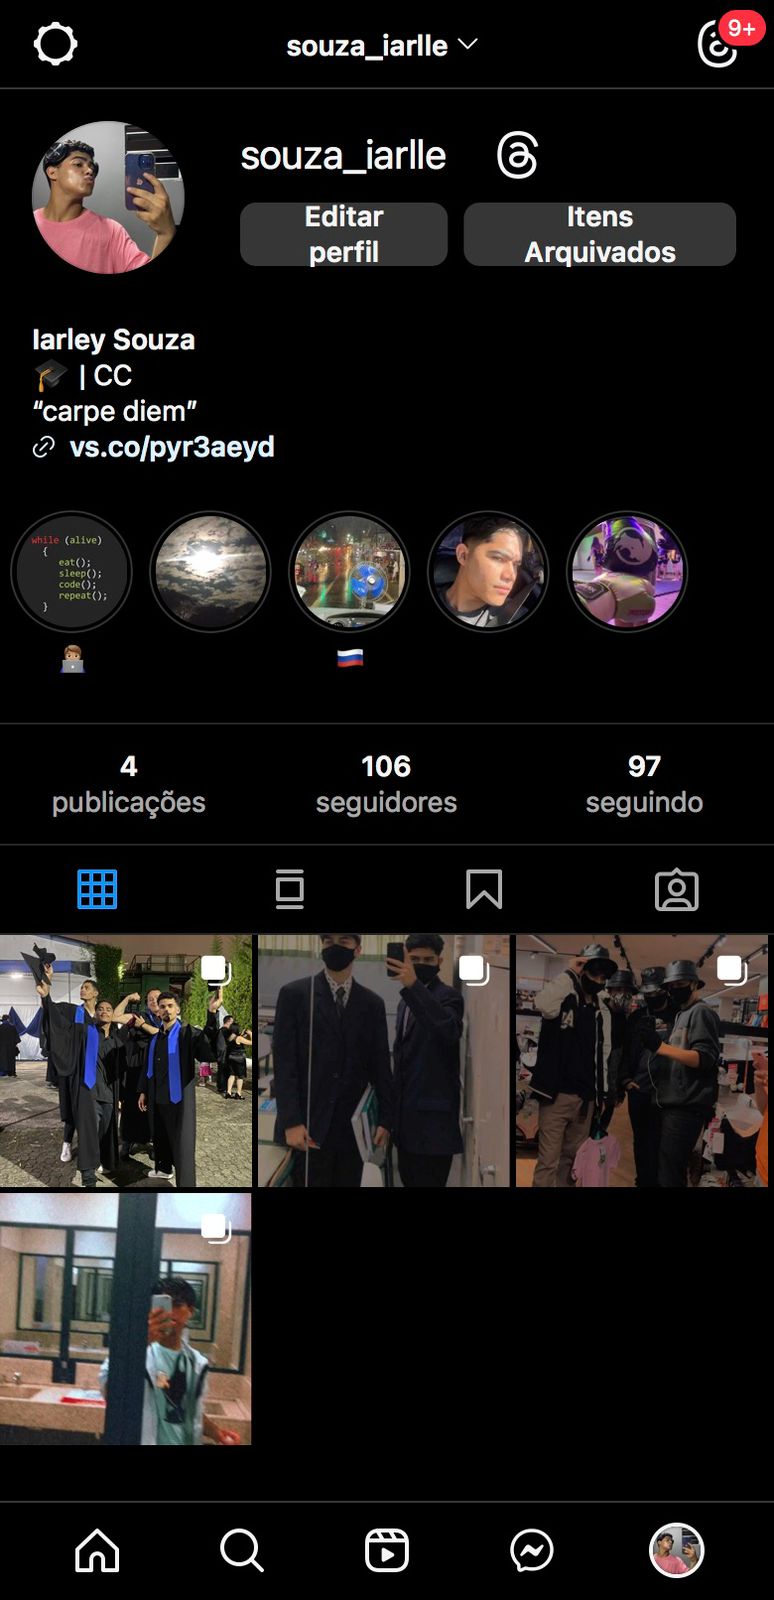 souza_iarlle
9+
souza_iarlle
Editar
perfil
Itens
Arquivados
Iarley Souza
🎓 | CC
“carpe diem”
vs.co/pyr3aeyd
while (alive)
{
eat();
sleep();
code();
repeat();
}
4
publicações
106
seguidores
97
seguindo